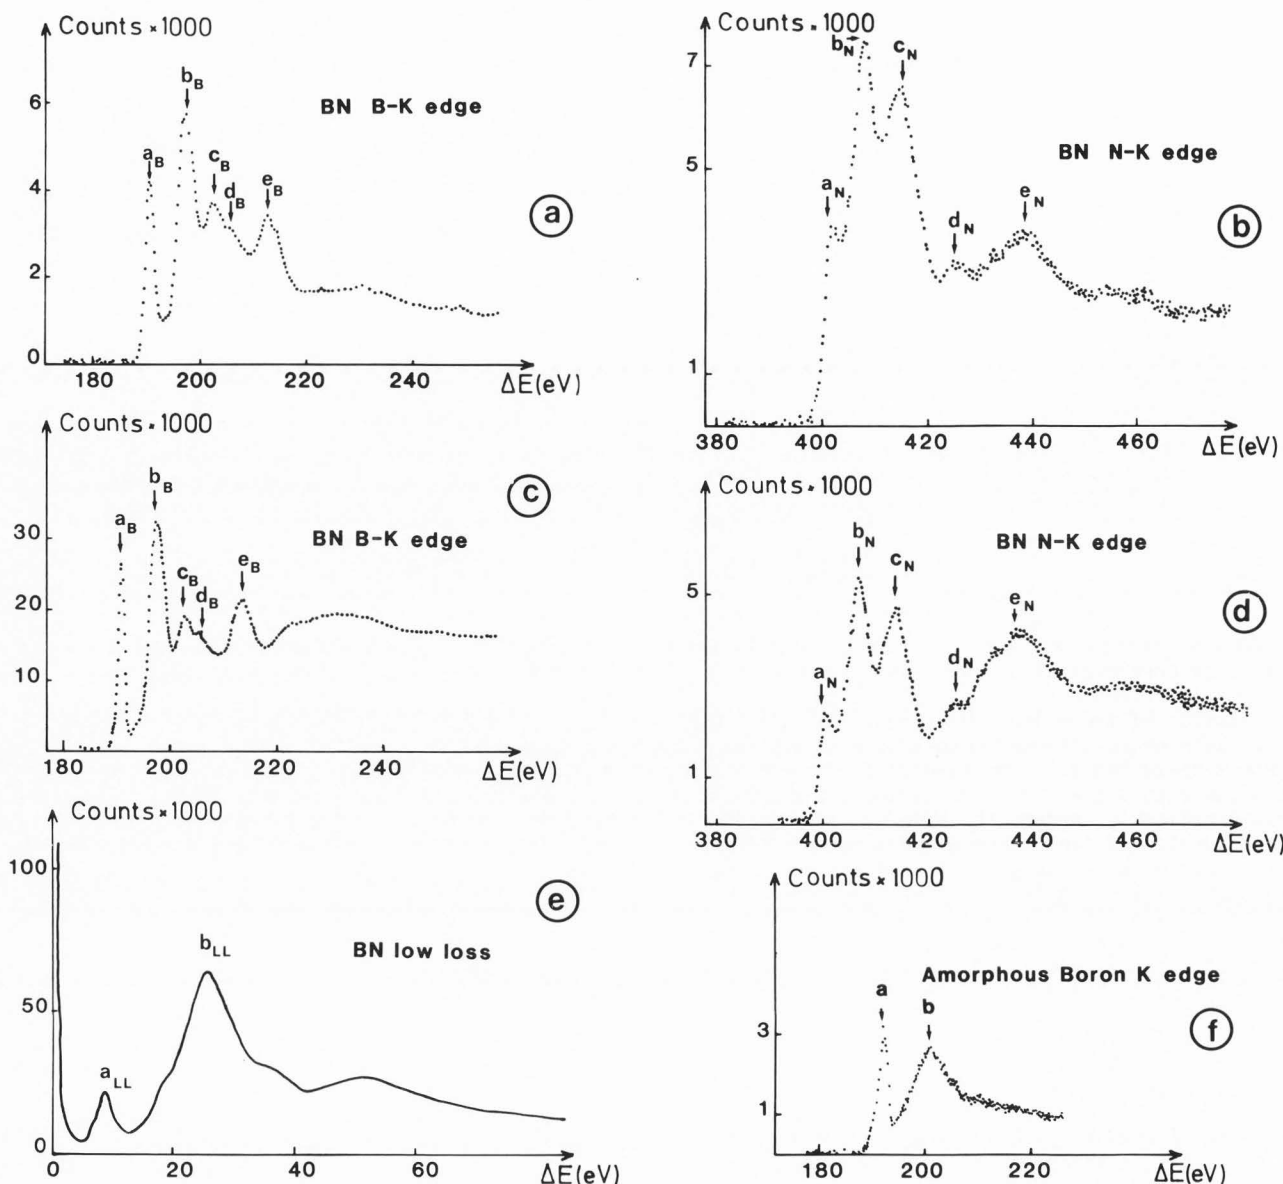 Counts ×1000
b_B
6
BN B-K edge
a_B
c_B
d_B
e_B
4
a
2
0
180 200 220 240
ΔE(eV)
Counts ×1000
b_N
c_N
7
BN N-K edge
5
a_N
d_N
e_N
b
1
380 400 420 440 460
ΔE(eV)
Counts ×1000
b_B
c
a_B
30
BN B-K edge
c_B
d_B
e_B
20
10
180 200 220 240
ΔE(eV)
Counts ×1000
b_N
c_N
BN N-K edge
5
e_N
d
a_N
d_N
1
380 400 420 440 460
ΔE(eV)
Counts ×1000
100
e
b_LL
BN low loss
50
a_LL
0
0 20 40 60
ΔE(eV)
Counts ×1000
a
b
Amorphous Boron K edge
3
f
1
180 200 220
ΔE(eV)